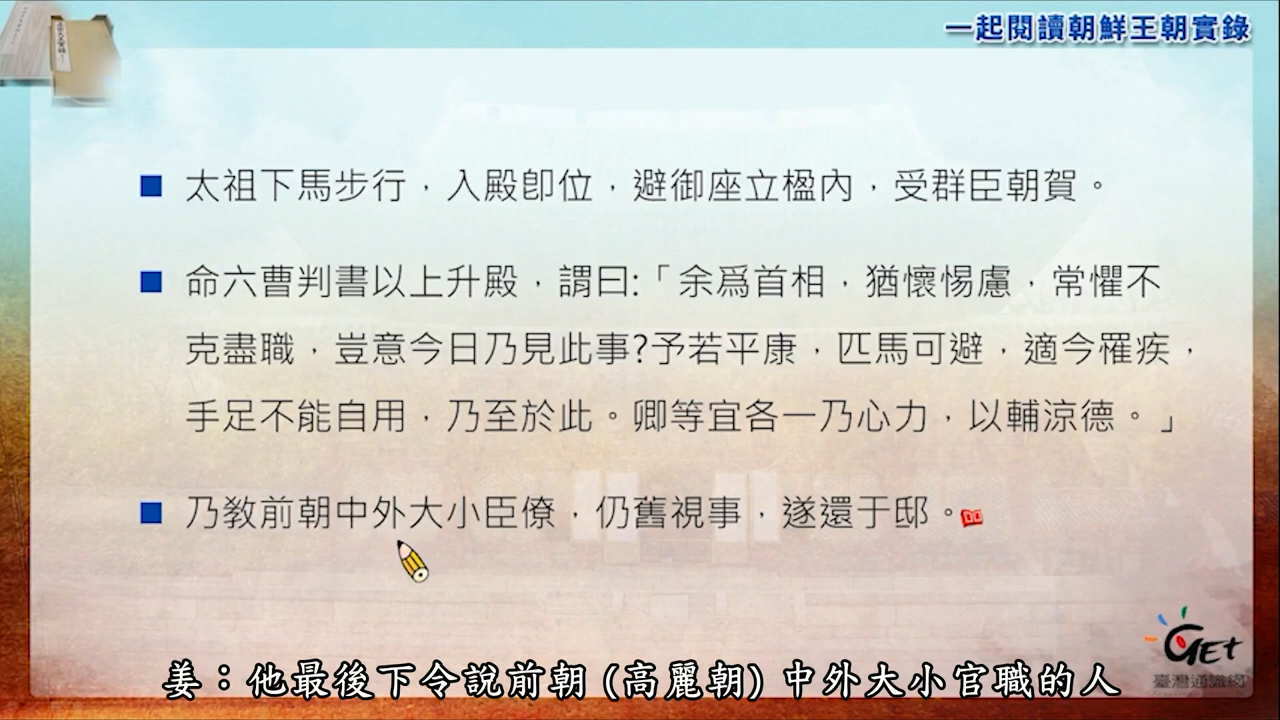 一起閱讀朝鮮王朝實錄
太祖下馬步行，入殿卽位，避御座立楹內，受群臣朝賀。
命六曹判書以上升殿，謂曰:「余爲首相，猶懷惕慮，常懼不
克盡職，豈意今日乃見此事?予若平康，匹馬可避，適今罹疾，
手足不能自用，乃至於此。卿等宜各一乃心力，以輔涼德。」
乃敎前朝中外大小臣僚，仍舊視事，遂還于邸。
GEt
臺灣通識網
姜：他最後下令說前朝 (高麗朝) 中外大小官職的人